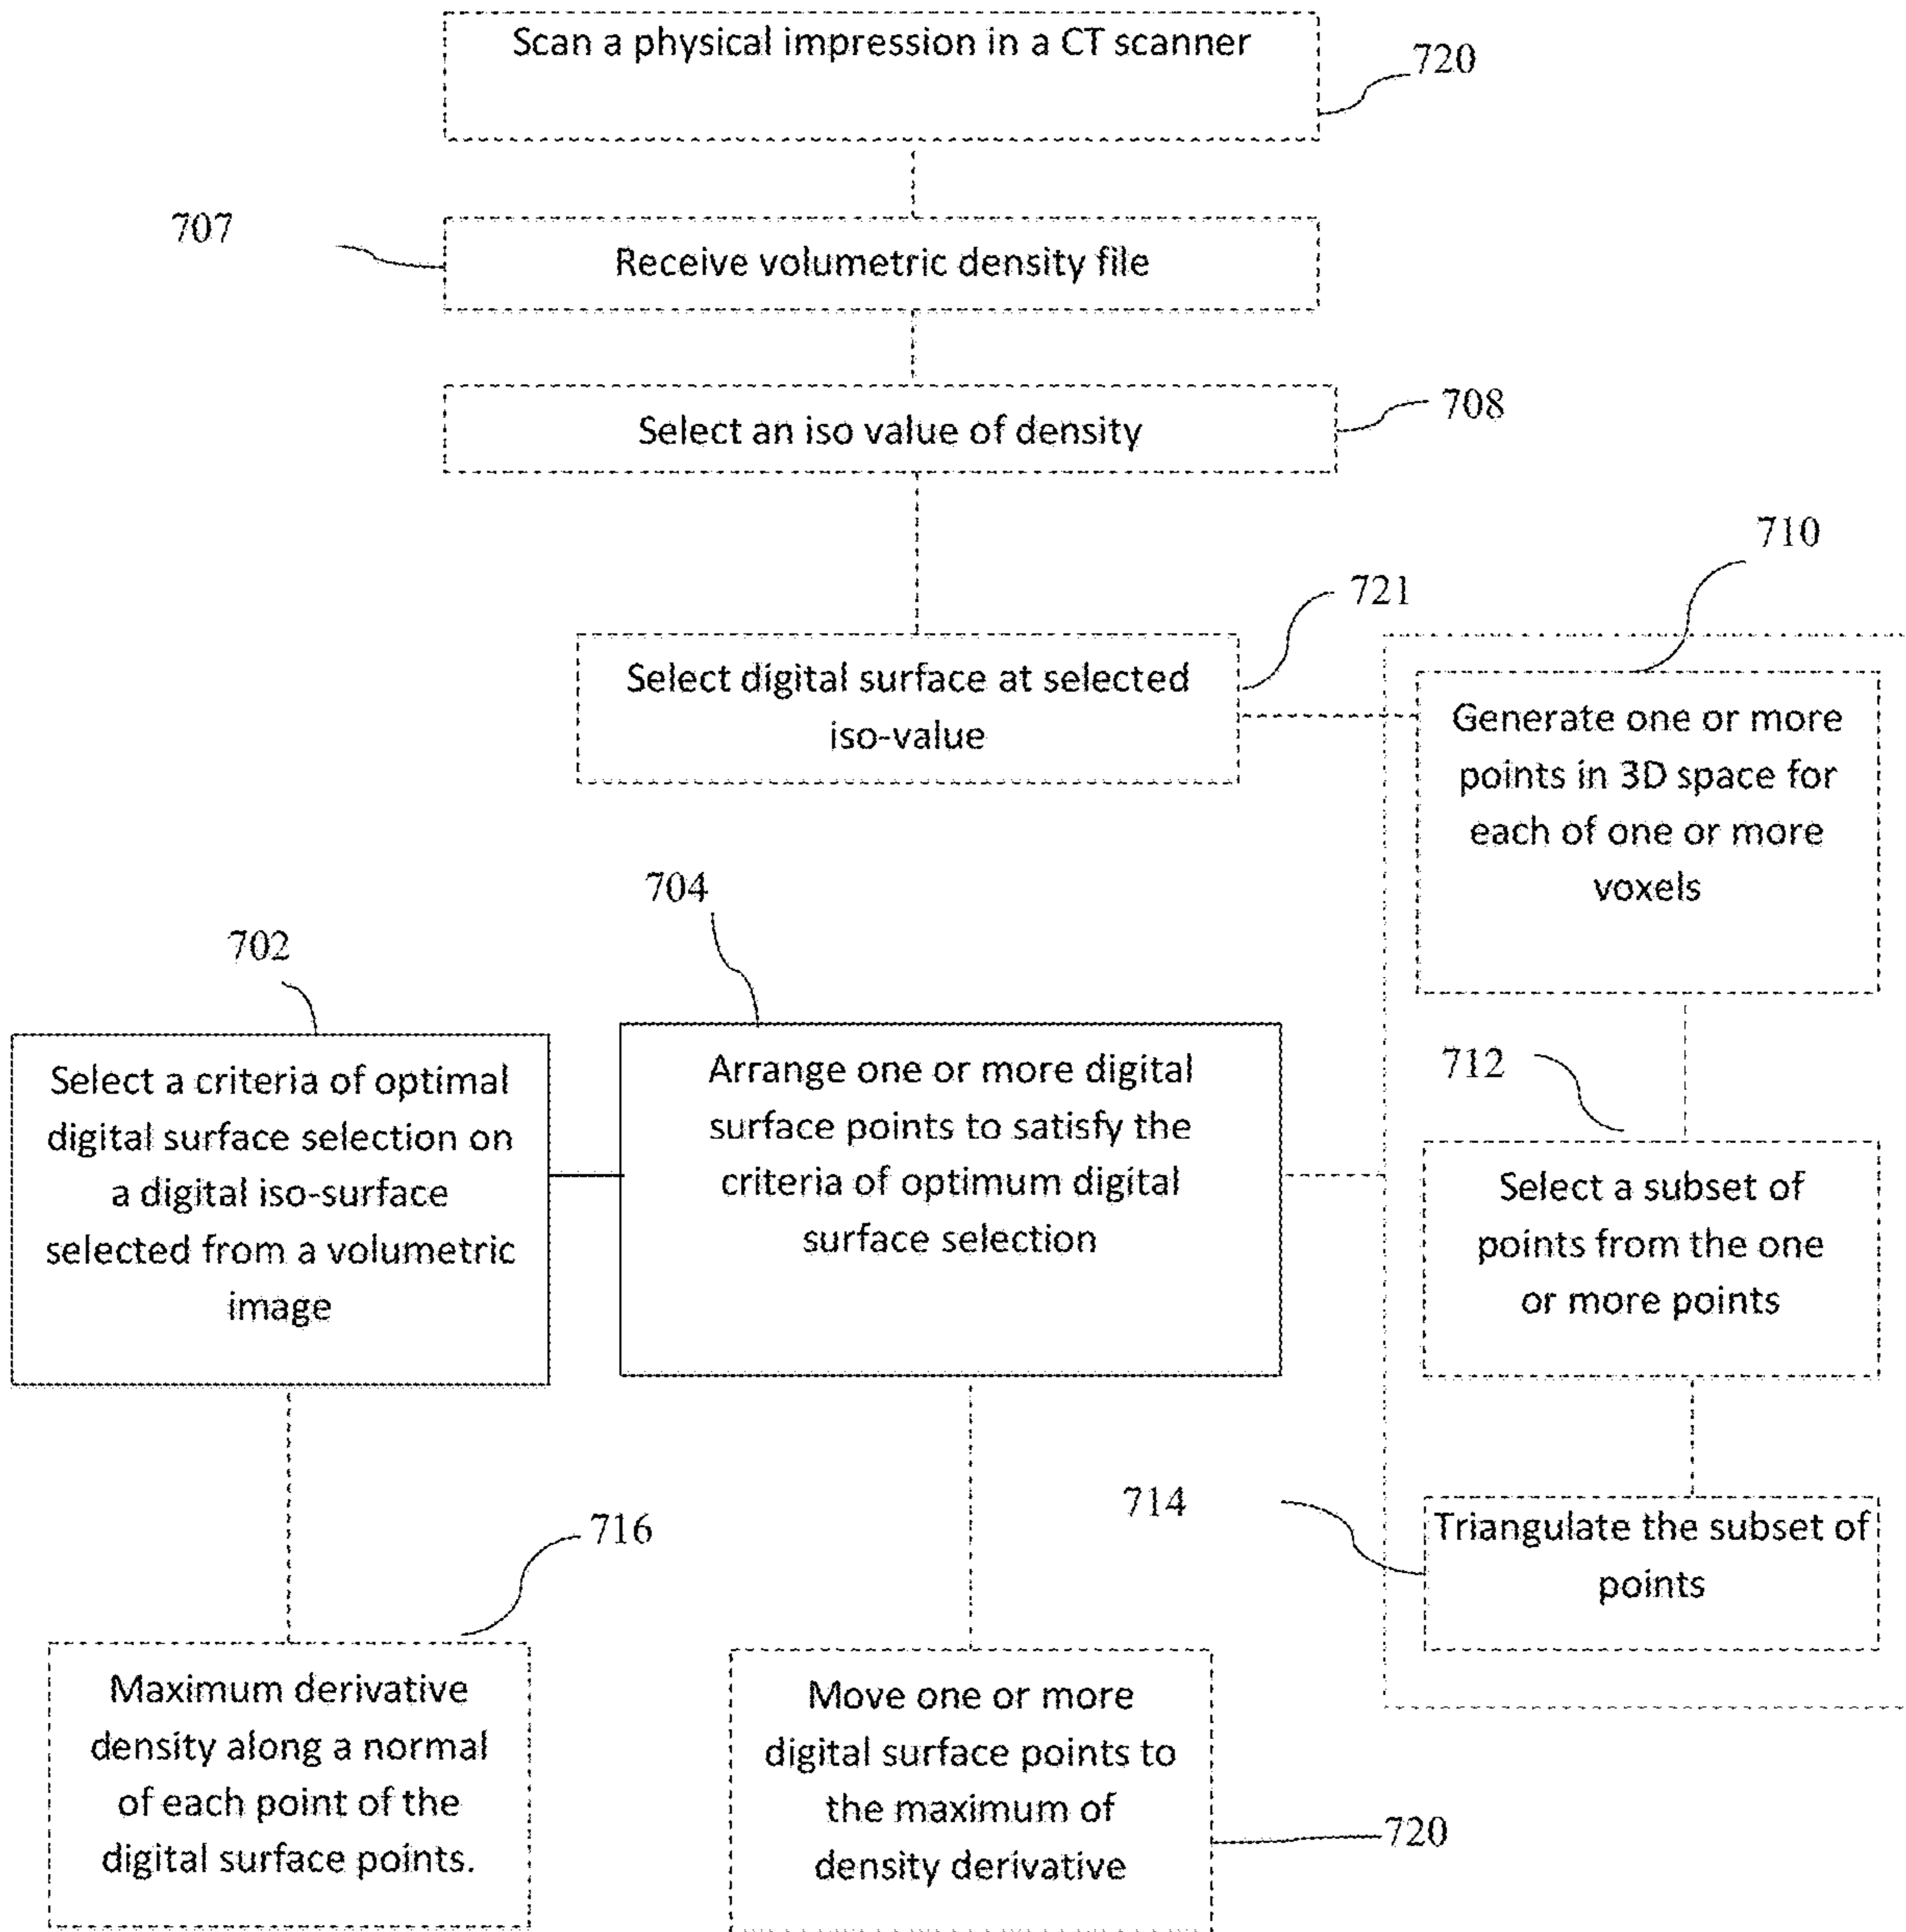 Scan a physical impression in a CT scanner
720
707
Receive volumetric density file
708
Select an iso value of density
710
721
Select digital surface at selected
iso-value
Generate one or more
points in 3D space for
each of one or more
voxels
704
702
712
Select a criteria of optimal
digital surface selection on
a digital iso-surface
selected from a volumetric
image
Arrange one or more digital
surface points to satisfy the
criteria of optimum digital
surface selection
Select a subset of
points from the one
or more points
714
Triangulate the subset of
points
716
Maximum derivative
density along a normal
of each point of the
digital surface points.
Move one or more
digital surface points to
the maximum of
density derivative
720